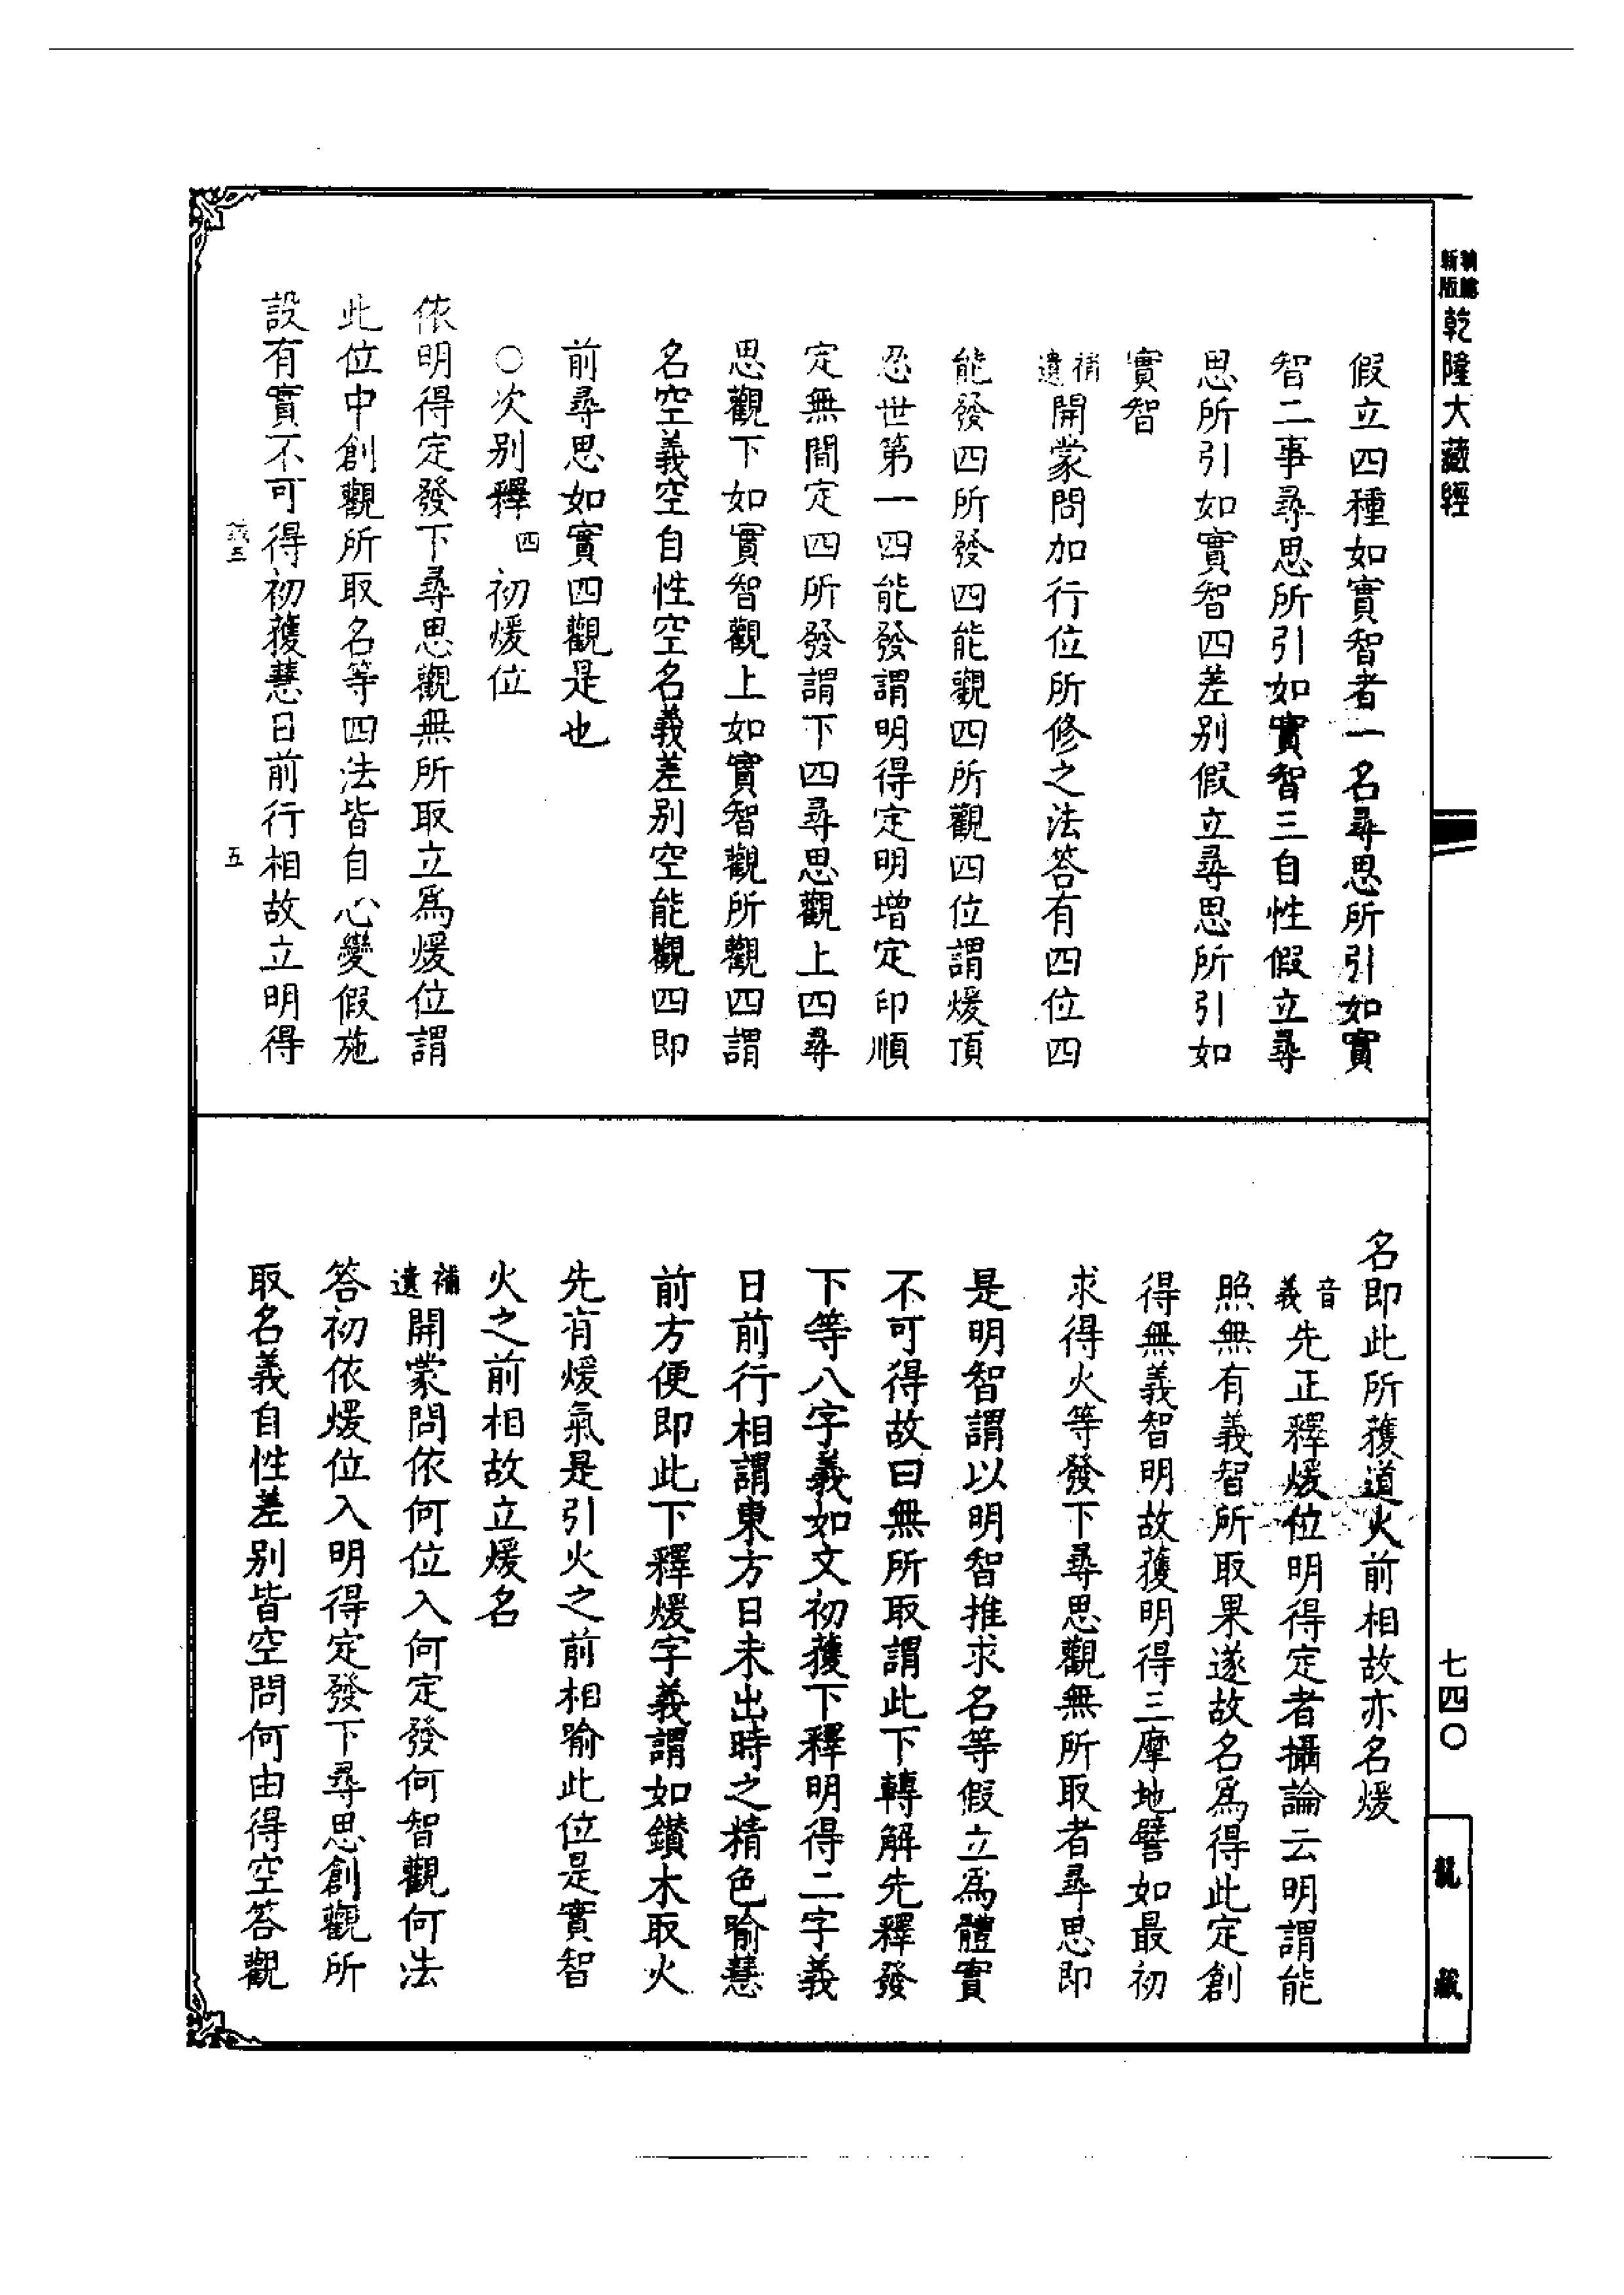 新版
乾隆大藏經
假立四種如實智者一名尋思所引如實
智二事尋思所引如實智三自性假立尋
思所引如實智四差別假立尋思所引如
實智
補遺開蒙問加行位所修之法答有四位四
能發四所發四能觀四所觀四位謂煖頂
忍世第一四能發謂明得定明增定印順
定無間定四所發謂下四尋思觀上四尋
思觀下如實智觀上如實智觀所觀四謂
名空義空自性空名義差別空能觀四即
前尋思如實四觀是也
○次別釋四初煖位
依明得定發下尋思觀無所取立爲煖位謂
此位中創觀所取名等四法皆自心變假施
設有實不可得初獲慧日前行相故立明得
五
名即此所獲道火前相故亦名煖
音義先正釋煖位明得定者攝論云明謂能
照無有義智所取果遂故名爲得此定創
得無義智明故獲明得三摩地譬如最初
求得火等發下尋思觀無所取者尋思即
是明智謂以明智推求名等假立爲體實
不可得故曰無所取謂此下轉解先釋發
下等八字義如文初獲下釋明得二字義
日前行相謂東方日未出時之精色喻慧
前方便即此下釋煖字義謂如鑚木取火
先有煖氣是引火之前相喻此位是實智
火之前相故立煖名
補遺開蒙問依何位入何定發何智觀何法
答初依煖位入明得定發下尋思創觀所
取名義自性差別皆空問何由得空答觀
七四〇
龍藏